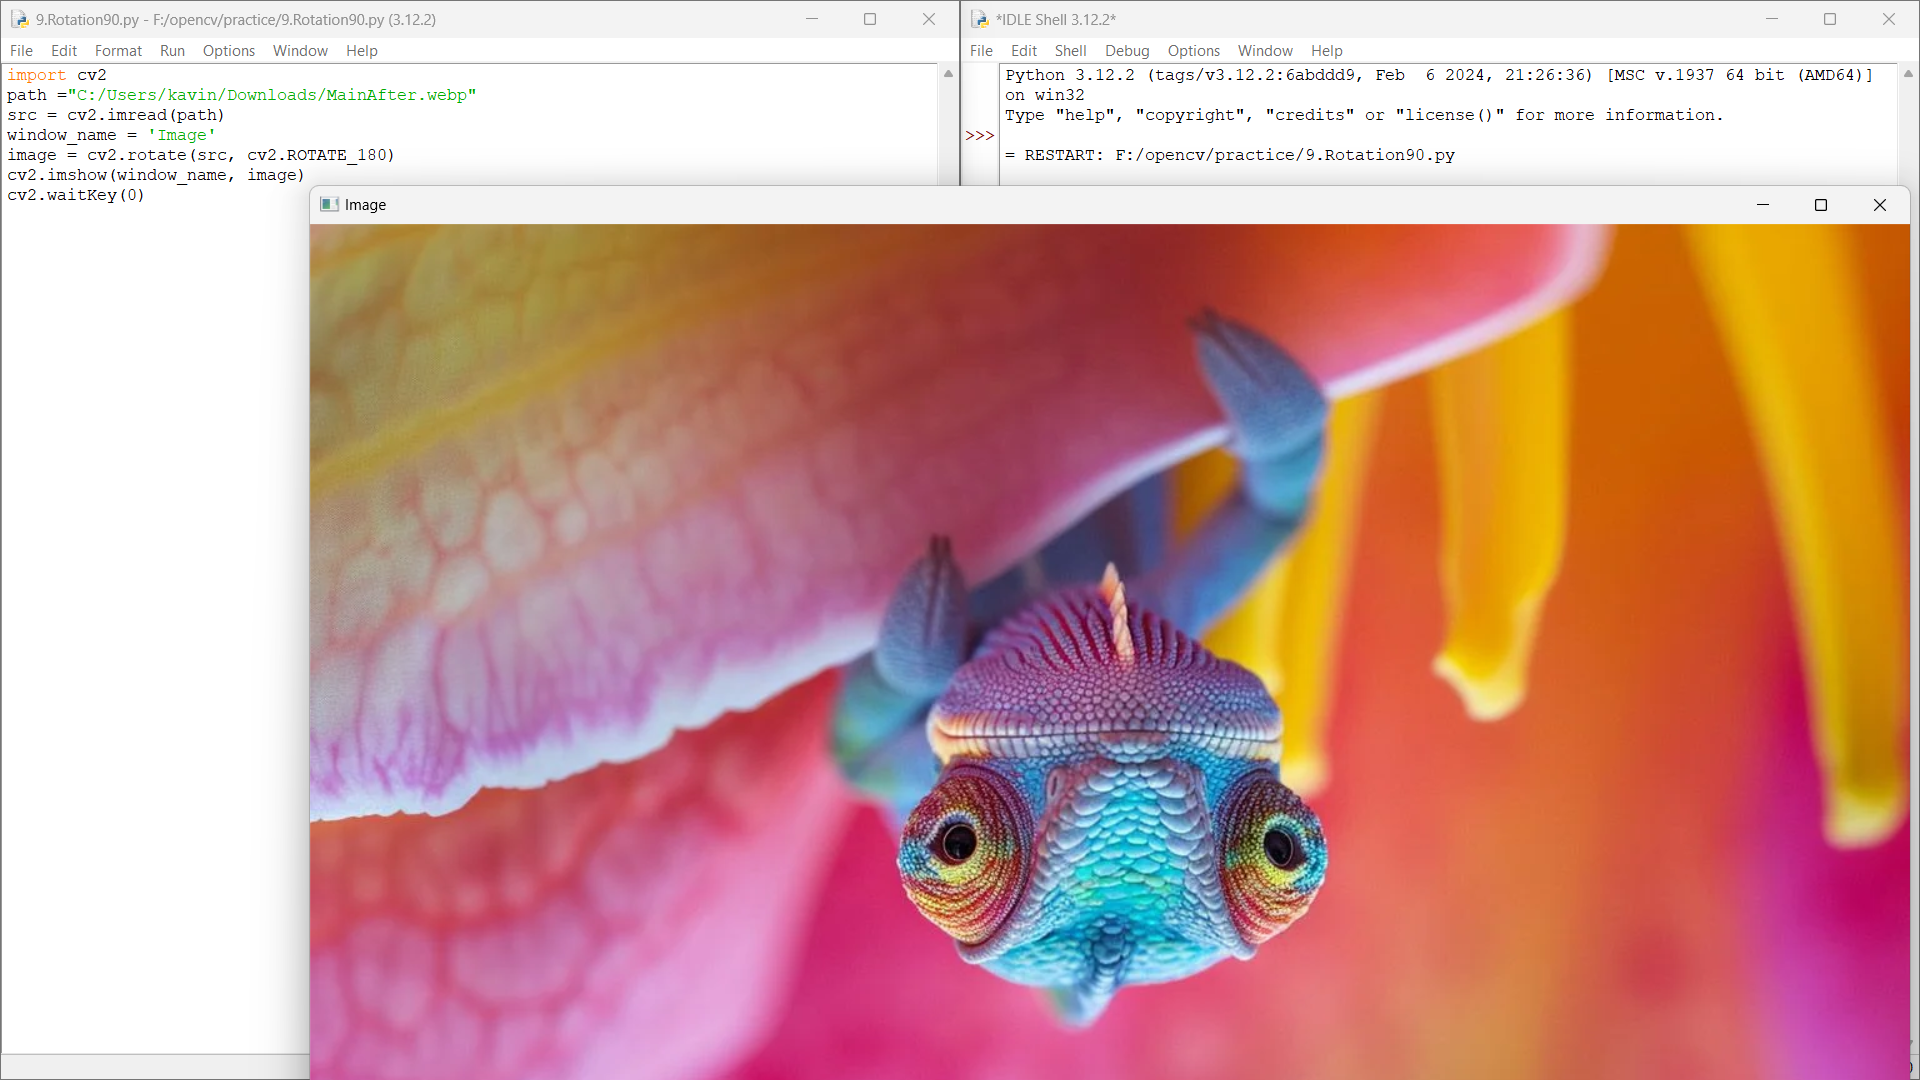 9.Rotation90.py - F:/opencv/practice/9.Rotation90.py (3.12.2)
File Edit Format Run Options Window Help
import cv2
path ="C:/Users/kavin/Downloads/MainAfter.webp"
src = cv2.imread(path)
window_name = 'Image'
image = cv2.rotate(src, cv2.ROTATE_180)
cv2.imshow(window_name, image)
cv2.waitKey(0)
*IDLE Shell 3.12.2*
File Edit Shell Debug Options Window Help
Python 3.12.2 (tags/v3.12.2:6abddd9, Feb  6 2024, 21:26:36) [MSC v.1937 64 bit (AMD64)]
on win32
Type "help", "copyright", "credits" or "license()" for more information.
>>>
= RESTART: F:/opencv/practice/9.Rotation90.py
Image